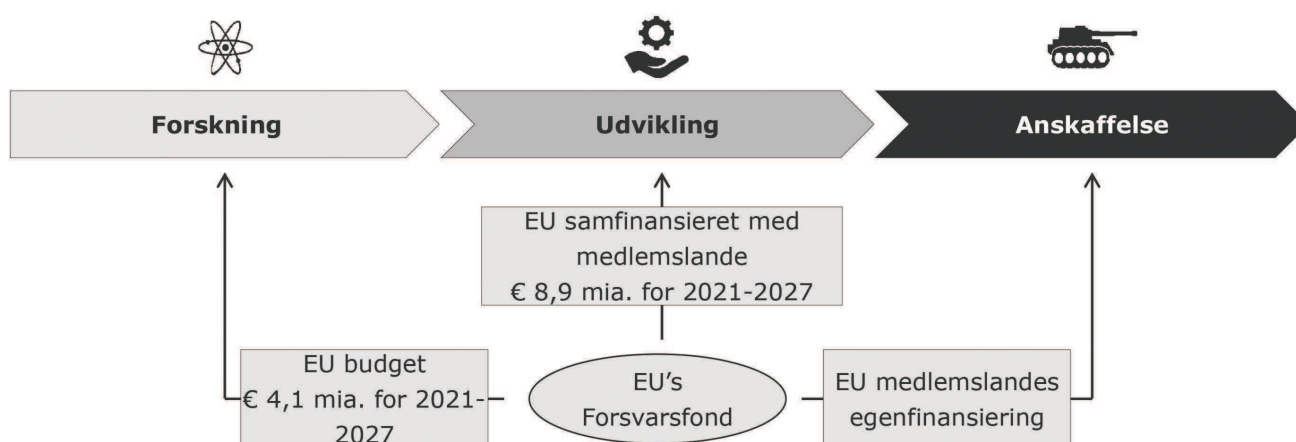 Forskning
Udvikling
Anskaffelse
EU samfinansieret med
medlemslande
€ 8,9 mia. for 2021-2027
EU budget
€ 4,1 mia. for 2021-
2027
EU's
Forsvarsfond
EU medlemslandes
egenfinansiering